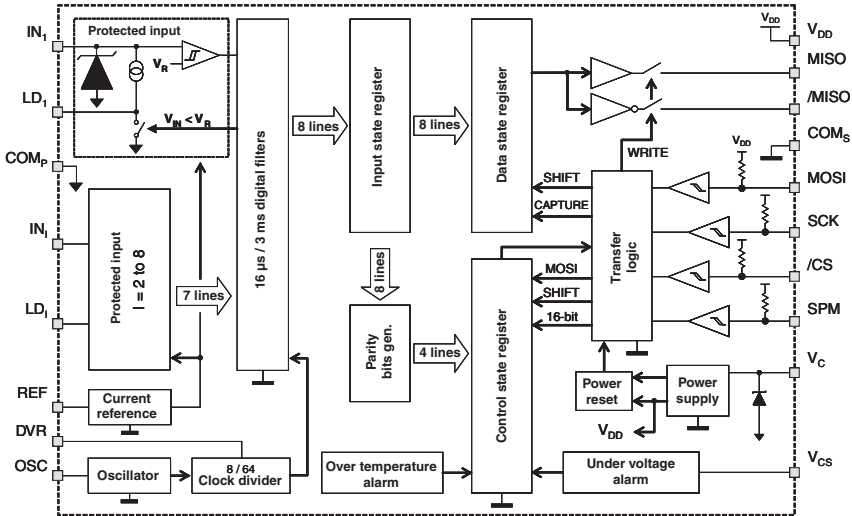 IN1
LD1
COMP
INI
LDI
REF
DVR
OSC
Protected input
VR
VIN < VR
Protected input
I = 2 to 8
7 lines
Current
reference
Oscillator
8 / 64
Clock divider
16 µs / 3 ms digital filters
8 lines
Input state register
8 lines
8 lines
Parity
bits gen.
4 lines
Over temperature
alarm
Data state register
Control state register
WRITE
SHIFT
CAPTURE
MOSI
SHIFT
16-bit
Transfer
logic
Power
reset
Power
supply
VDD
Under voltage
alarm
VDD
VDD
VDD
MISO
/MISO
COMS
MOSI
SCK
/CS
SPM
VC
VCS